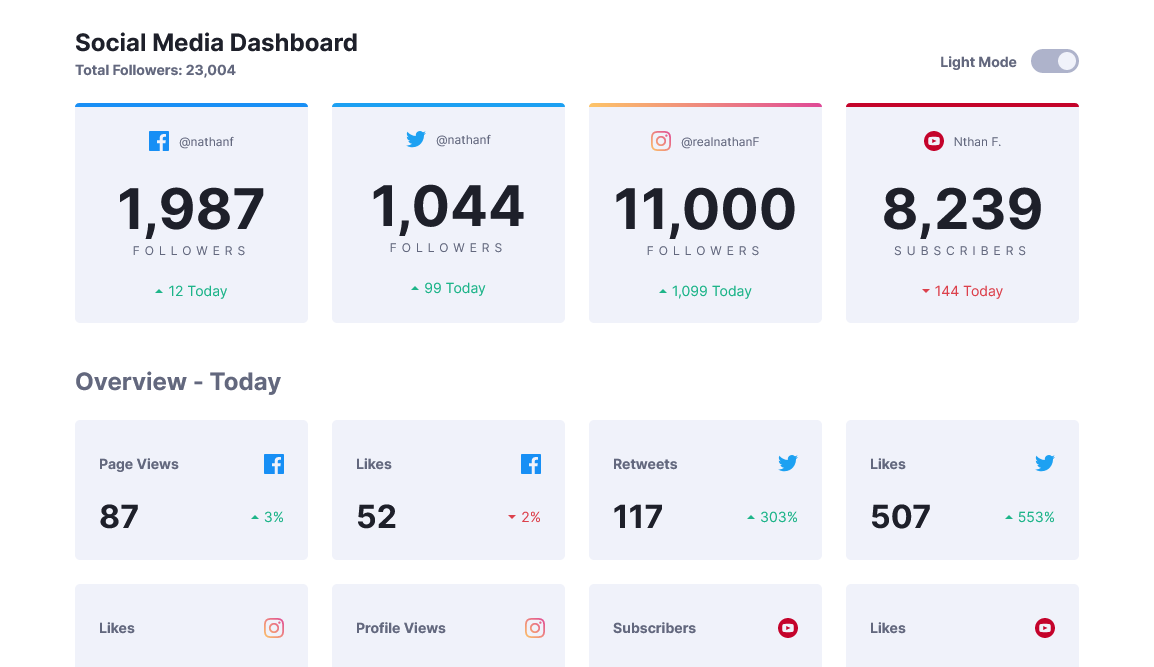 Social Media Dashboard
Total Followers: 23,004
Light Mode
@nathanf
1,987
FOLLOWERS
12 Today
@nathanf
1,044
FOLLOWERS
99 Today
@realnathanF
11,000
FOLLOWERS
1,099 Today
Nthan F.
8,239
SUBSCRIBERS
144 Today
Overview - Today
Page Views
87
3%
Likes
52
2%
Retweets
117
303%
Likes
507
553%
Likes
Profile Views
Subscribers
Likes